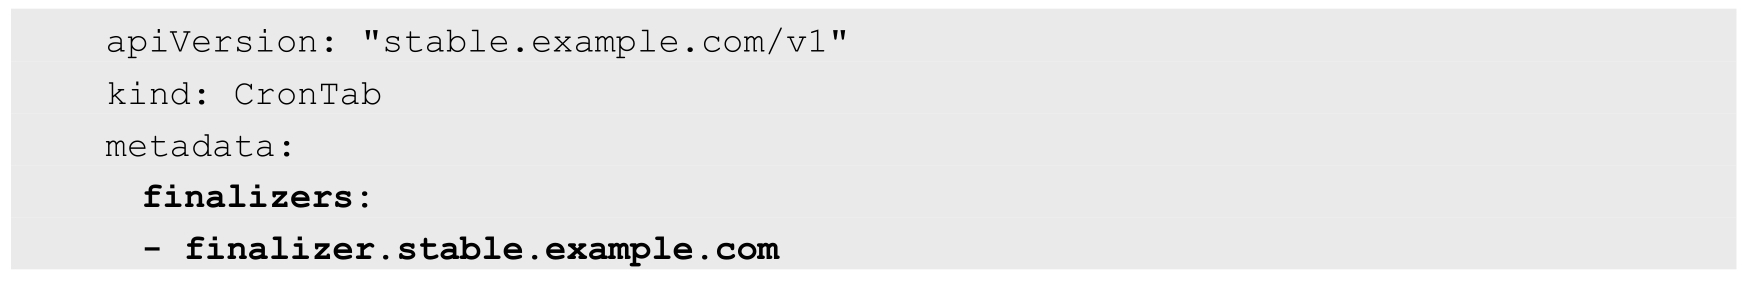 apiVersion: "stable.example.com/v1"
kind: CronTab
metadata:
  finalizers:
  - finalizer.stable.example.com